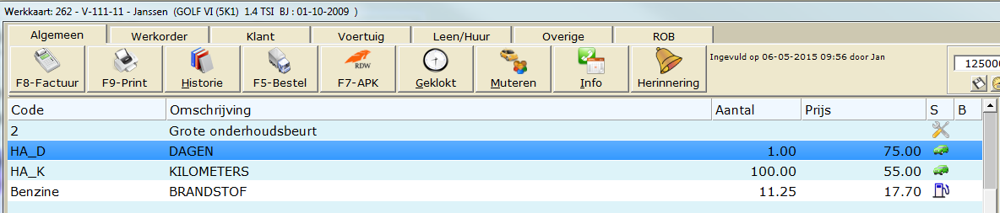 Werkkaart: 262 - V-111-11 - Janssen (GOLF VI (5K1) 1.4 TSI BJ : 01-10-2009 )
Algemeen Werkorder Klant Voertuig Leen/Huur Overige ROB
RDW
F8-Factuur F9-Print Historie F5-Bestel F7-APK Geklokt Muteren Info Herinnering
Ingevuld op 06-05-2015 09:56 door Jan
Code Omschrijving Aantal Prijs S B
2 Grote onderhoudsbeurt
HA_D DAGEN 1.00 75.00
HA_K KILOMETERS 100.00 55.00
Benzine BRANDSTOF 11.25 17.70